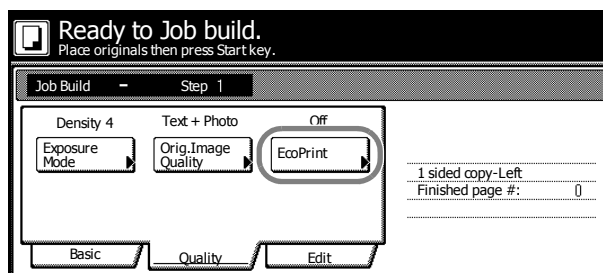 Ready to Job build.
Place originals then press Start key.
Job Build - Step 1
Density 4 Text + Photo Off
Exposure Mode
Orig.Image Quality
EcoPrint
1 sided copy-Left
Finished page #: 0
Basic Quality Edit